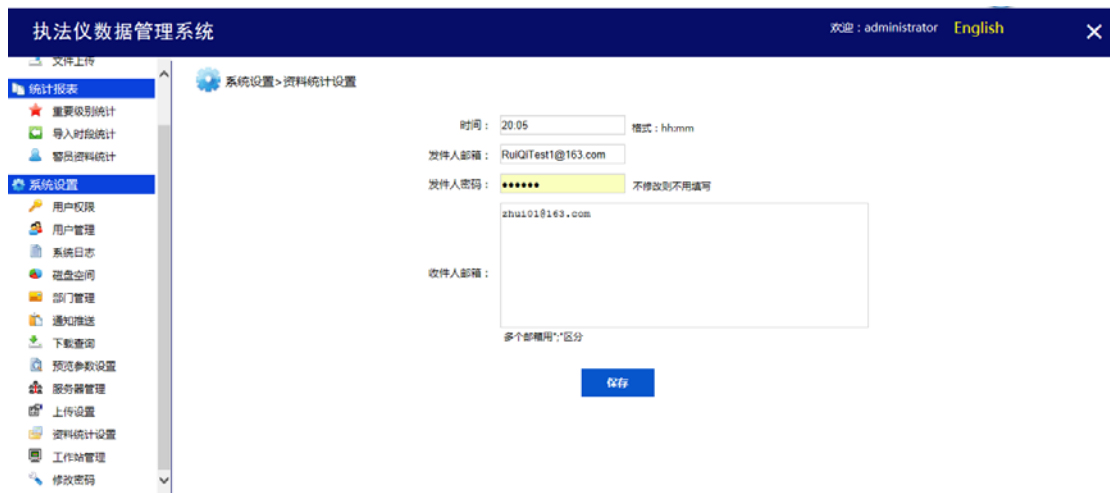 执法仪数据管理系统
欢迎：administrator English
文件上传
统计报表
重要级别统计
导入时段统计
警员资料统计
系统设置
用户权限
用户管理
系统日志
磁盘空间
部门管理
通知推送
下载查询
预览参数设置
服务器管理
上传设置
资料统计设置
工作站管理
修改密码
系统设置>资料统计设置
时间： 20:05 格式：hh:mm
发件人邮箱： RuiQiTest1@163.com
发件人密码： ●●●●●● 不修改则不用填写
收件人邮箱： zhui01@163.com
多个邮箱用";"区分
保存